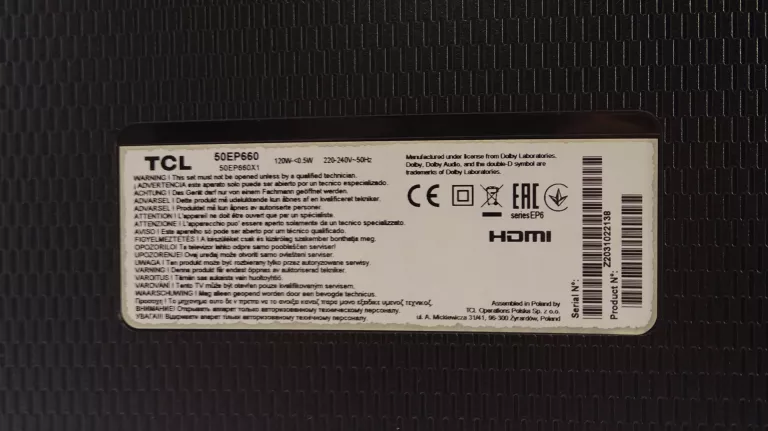 TCL 50EP660 120W~<0.5W 220-240V~50Hz
50EP660X1
WARNING ! This set must not be opened unless by a qualified technician.
¡ ADVERTENCIA este aparato solo puede ser abierto por un tecnico especializado.
ACHTUNG ! Das Gerät darf nur von einem Fachmann geöffnet werden.
ADVARSEL ! Dette produkt må udelukkende kun åbnes af en kvalificeret tekniker.
ADVARSEL ! Produktet må kun åpnes av autoriserte personer.
ATTENTION ! L'appareil ne doit être ouvert que par un spécialiste.
ATTENZIONE ! L'apparecchio puo' essere aperto solamente da un tecnico specializzato.
AVISO ! Este aparelho só pode ser aberto por um técnico qualificado.
FIGYELMEZTETÉS ! A készüléket csak és kizárólag szakember bonthatja meg.
OPOZORILO! Ta televizor lahko odpre samo pooblaščen serviser!
UPOZORENJE! Ovaj uređaj može otvoriti samo ovlašteni serviser.
UWAGA ! Ten produkt może być rozbierany tylko przez autoryzowane serwisy.
VARNING ! Denna produkt får endast öppnas av auktoriserad tekniker.
VAROITUS ! Tämän saa aukaista vain huoltoyhtiö.
VAROVÁNÍ ! Tento TV může být otevřen pouze kvalifikovaným servisem.
WAARSCHUWING ! Mag alleen geopend worden door een bevoegde technicus.
ВНИМАНИЕ! Открывать аппарат только авторизованному техническому персоналу.
УВАГА!!! Відкривати апарат тільки авторизованному технічному персоналу.
Manufactured under license from Dolby Laboratories.
Dolby, Dolby Audio, and the double-D symbol are
trademarks of Dolby Laboratories.
CE EAC
seriesEP6
HDMI
Assembled in Poland by
TCL Operations Polska Sp. z o.o.
ul. A. Mickiewicza 31/41, 96-300 Żyrardów, Poland
Serial N°:
Z2031022138
Product N°: